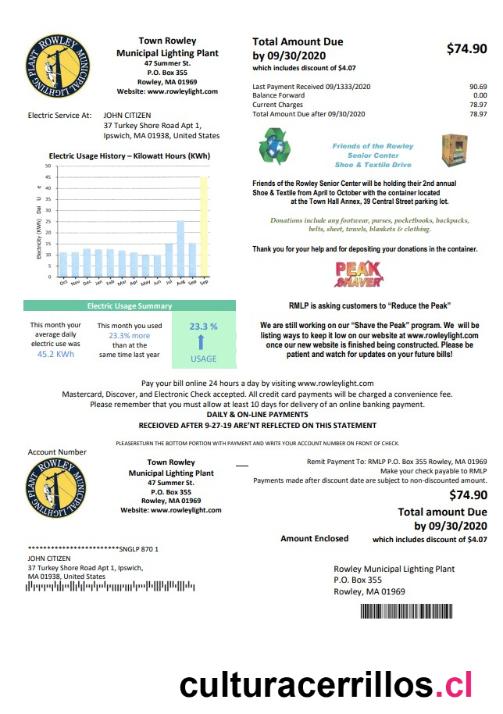 ROWLEY MUNICIPAL LIGHTING PLANT
Town Rowley
Municipal Lighting Plant
47 Summer St.
P.O. Box 355
Rowley, MA 01969
Website: www.rowleylight.com
Total Amount Due
by 09/30/2020
which includes discount of $4.07
$74.90
Last Payment Received 09/1333/2020 90.69
Balance Forward 0.00
Current Charges 78.97
Total Amount Due after 09/30/2020 78.97
Electric Service At: JOHN CITIZEN
37 Turkey Shore Road Apt 1,
Ipswich, MA 01938, United States
Friends of the Rowley
Senior Center
Shoe & Textile Drive
Electric Usage History – Kilowatt Hours (KWh)
Electricity (KWh)
50
45
40
35
30
25
20
15
10
5
0
Oct Nov Dec Jan Feb Mar Apr May Jun Jul Aug Sep Sep
Friends of the Rowley Senior Center will be holding their 2nd annual
Shoe & Textile from April to October with the container located
at the Town Hall Annex, 39 Central Street parking lot.
Donations include any footwear, purses, pocketbooks, backpacks,
belts, sheet, towels, blankets & clothing.
Thank you for your help and for depositing your donations in the container.
PEAK
SHAVER
RMLP is asking customers to “Reduce the Peak”
We are still working on our “Shave the Peak” program. We will be
listing ways to keep it low on our website at www.rowleylight.com
once our new website is finished being constructed. Please be
patient and watch for updates on your future bills!
Electric Usage Summary
This month your
average daily
electric use was
45.2 KWh
This month you used
23.3% more
than at the
same time last year
23.3 %
USAGE
Pay your bill online 24 hours a day by visiting www.rowleylight.com
Mastercard, Discover, and Electronic Check accepted. All credit card payments will be charged a convenience fee.
Please remember that you must allow at least 10 days for delivery of an online banking payment.
DAILY & ON-LINE PAYMENTS
RECEIOVED AFTER 9-27-19 ARE’NT REFLECTED ON THIS STATEMENT
PLEASERETURN THE BOTTOM PORTION WITH PAYMENT AND WRITE YOUR ACCOUNT NUMBER ON FRONT OF CHECK.
Account Number
ROWLEY MUNICIPAL LIGHTING PLANT
Town Rowley
Municipal Lighting Plant
47 Summer St.
P.O. Box 355
Rowley, MA 01969
Website: www.rowleylight.com
Remit Payment To: RMLP P.O. Box 355 Rowley, MA 01969
Make your check payable to RMLP
Payments made after discount date are subject to non-discounted amount.
$74.90
Total amount Due
by 09/30/2020
Amount Enclosed which includes discount of $4.07
************************SNGLP 870 1
JOHN CITIZEN
37 Turkey Shore Road Apt 1, Ipswich,
MA 01938, United States
Rowley Municipal Lighting Plant
P.O. Box 355
Rowley, MA 01969
culturacerrillos.cl